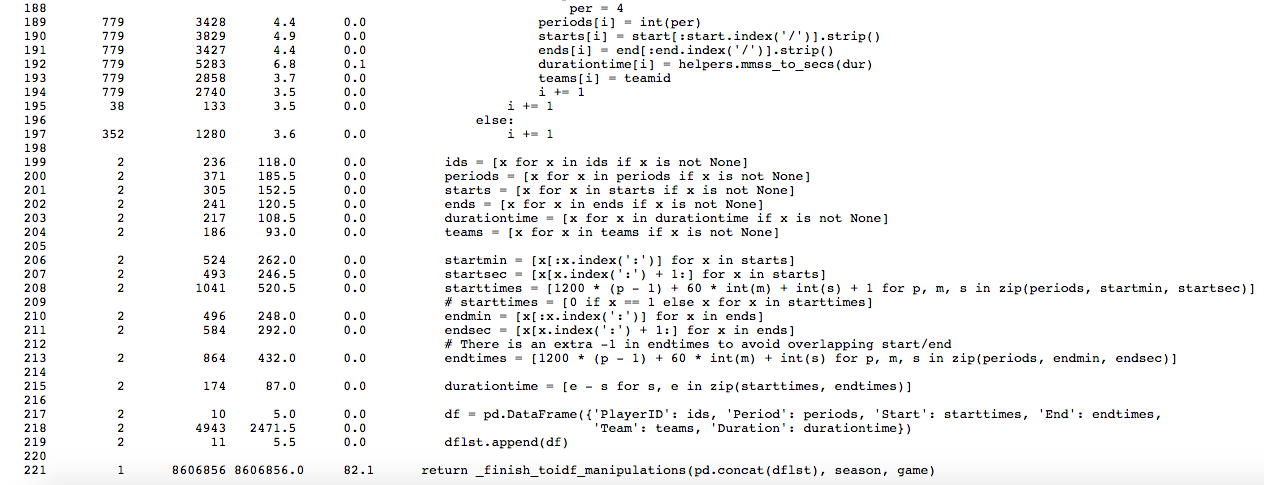 188 per = 4
189 779 3428 4.4 0.0 periods[i] = int(per)
190 779 3829 4.9 0.0 starts[i] = start[:start.index('/')].strip()
191 779 3427 4.4 0.0 ends[i] = end[:end.index('/')].strip()
192 779 5283 6.8 0.1 durationtime[i] = helpers.mmss_to_secs(dur)
193 779 2858 3.7 0.0 teams[i] = teamid
194 779 2740 3.5 0.0 i += 1
195 38 133 3.5 0.0 i += 1
196 else:
197 352 1280 3.6 0.0 i += 1
198
199 2 236 118.0 0.0 ids = [x for x in ids if x is not None]
200 2 371 185.5 0.0 periods = [x for x in periods if x is not None]
201 2 305 152.5 0.0 starts = [x for x in starts if x is not None]
202 2 241 120.5 0.0 ends = [x for x in ends if x is not None]
203 2 217 108.5 0.0 durationtime = [x for x in durationtime if x is not None]
204 2 186 93.0 0.0 teams = [x for x in teams if x is not None]
205
206 2 524 262.0 0.0 startmin = [x[:x.index(':')] for x in starts]
207 2 493 246.5 0.0 startsec = [x[x.index(':') + 1:] for x in starts]
208 2 1041 520.5 0.0 starttimes = [1200 * (p - 1) + 60 * int(m) + int(s) + 1 for p, m, s in zip(periods, startmin, startsec)]
209 # starttimes = [0 if x == 1 else x for x in starttimes]
210 2 496 248.0 0.0 endmin = [x[:x.index(':')] for x in ends]
211 2 584 292.0 0.0 endsec = [x[x.index(':') + 1:] for x in ends]
212 # There is an extra -1 in endtimes to avoid overlapping start/end
213 2 864 432.0 0.0 endtimes = [1200 * (p - 1) + 60 * int(m) + int(s) for p, m, s in zip(periods, endmin, endsec)]
214
215 2 174 87.0 0.0 durationtime = [e - s for s, e in zip(starttimes, endtimes)]
216
217 2 10 5.0 0.0 df = pd.DataFrame({'PlayerID': ids, 'Period': periods, 'Start': starttimes, 'End': endtimes,
218 2 4943 2471.5 0.0 'Team': teams, 'Duration': durationtime})
219 2 11 5.5 0.0 dflst.append(df)
220
221 1 8606856 8606856.0 82.1 return _finish_toidf_manipulations(pd.concat(dflst), season, game)